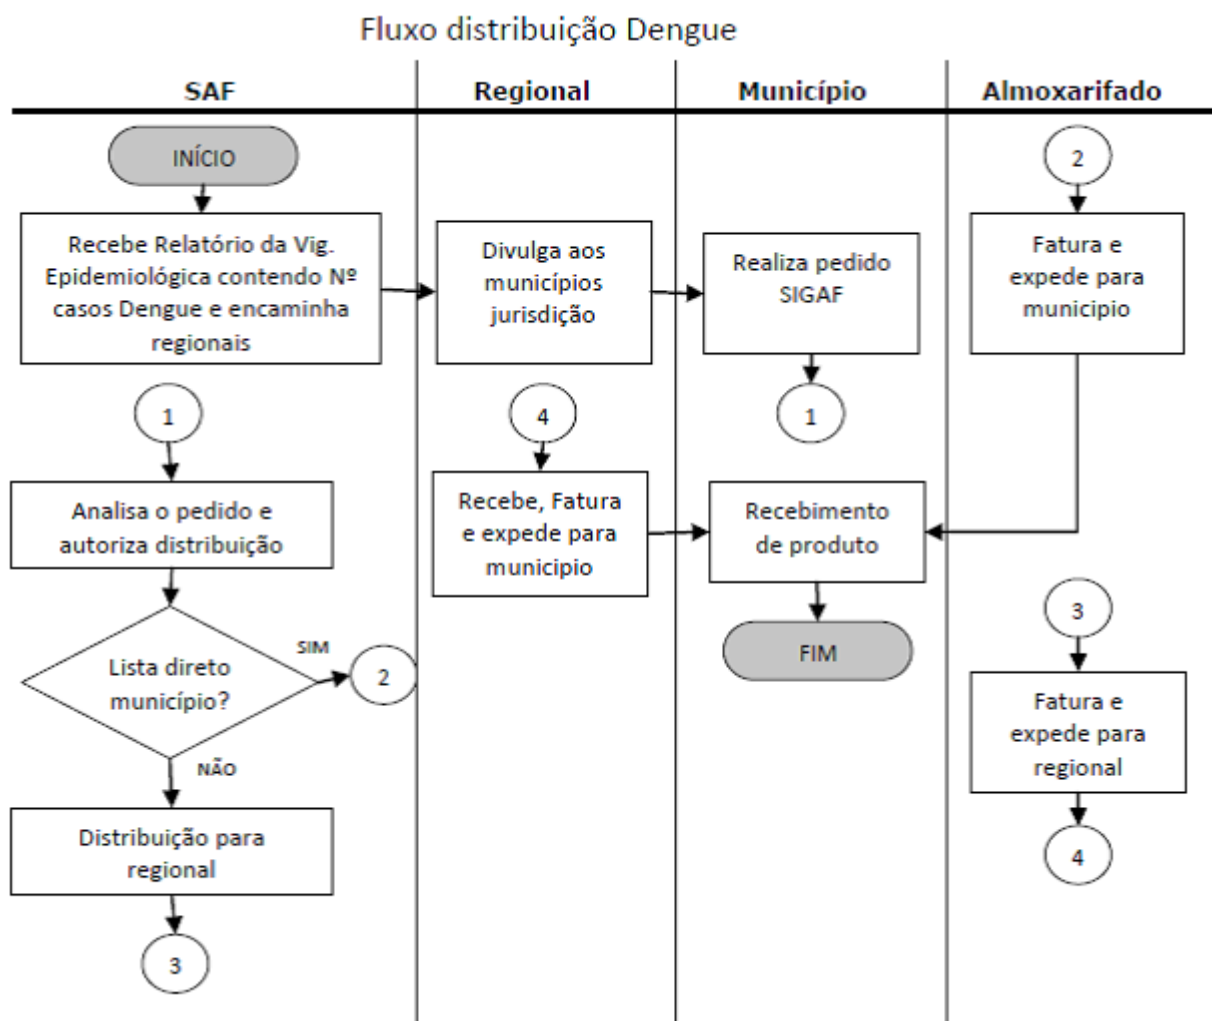 Fluxo distribuição Dengue
SAF
Regional
Município
Almoxarifado
INÍCIO
Recebe Relatório da Vig.
Epidemiológica contendo Nº
casos Dengue e encaminha
regionais
Divulga aos
municípios
jurisdição
Realiza pedido
SIGAF
2
Fatura e
expede para
municipio
1
4
1
Analisa o pedido e
autoriza distribuição
Recebe, Fatura
e expede para
municipio
Recebimento
de produto
Lista direto
município?
SIM
2
NÃO
FIM
3
Fatura e
expede para
regional
Distribuição para
regional
3
4